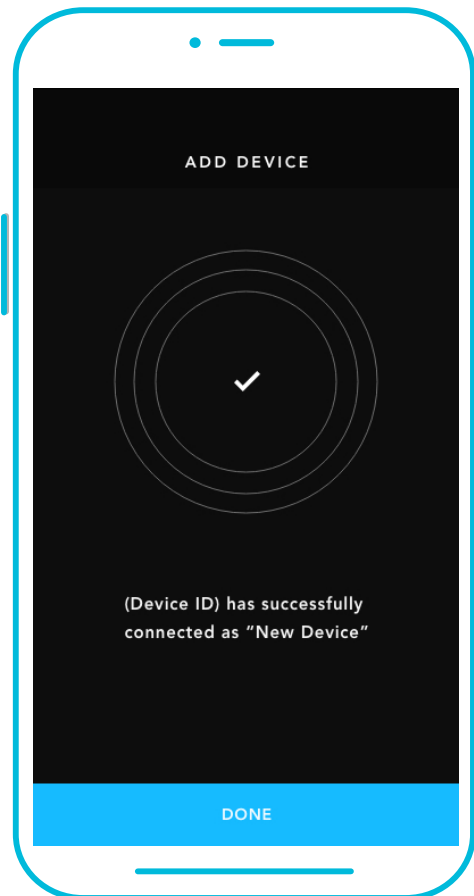 ADD DEVICE
(Device ID) has successfully
connected as “New Device”
DONE